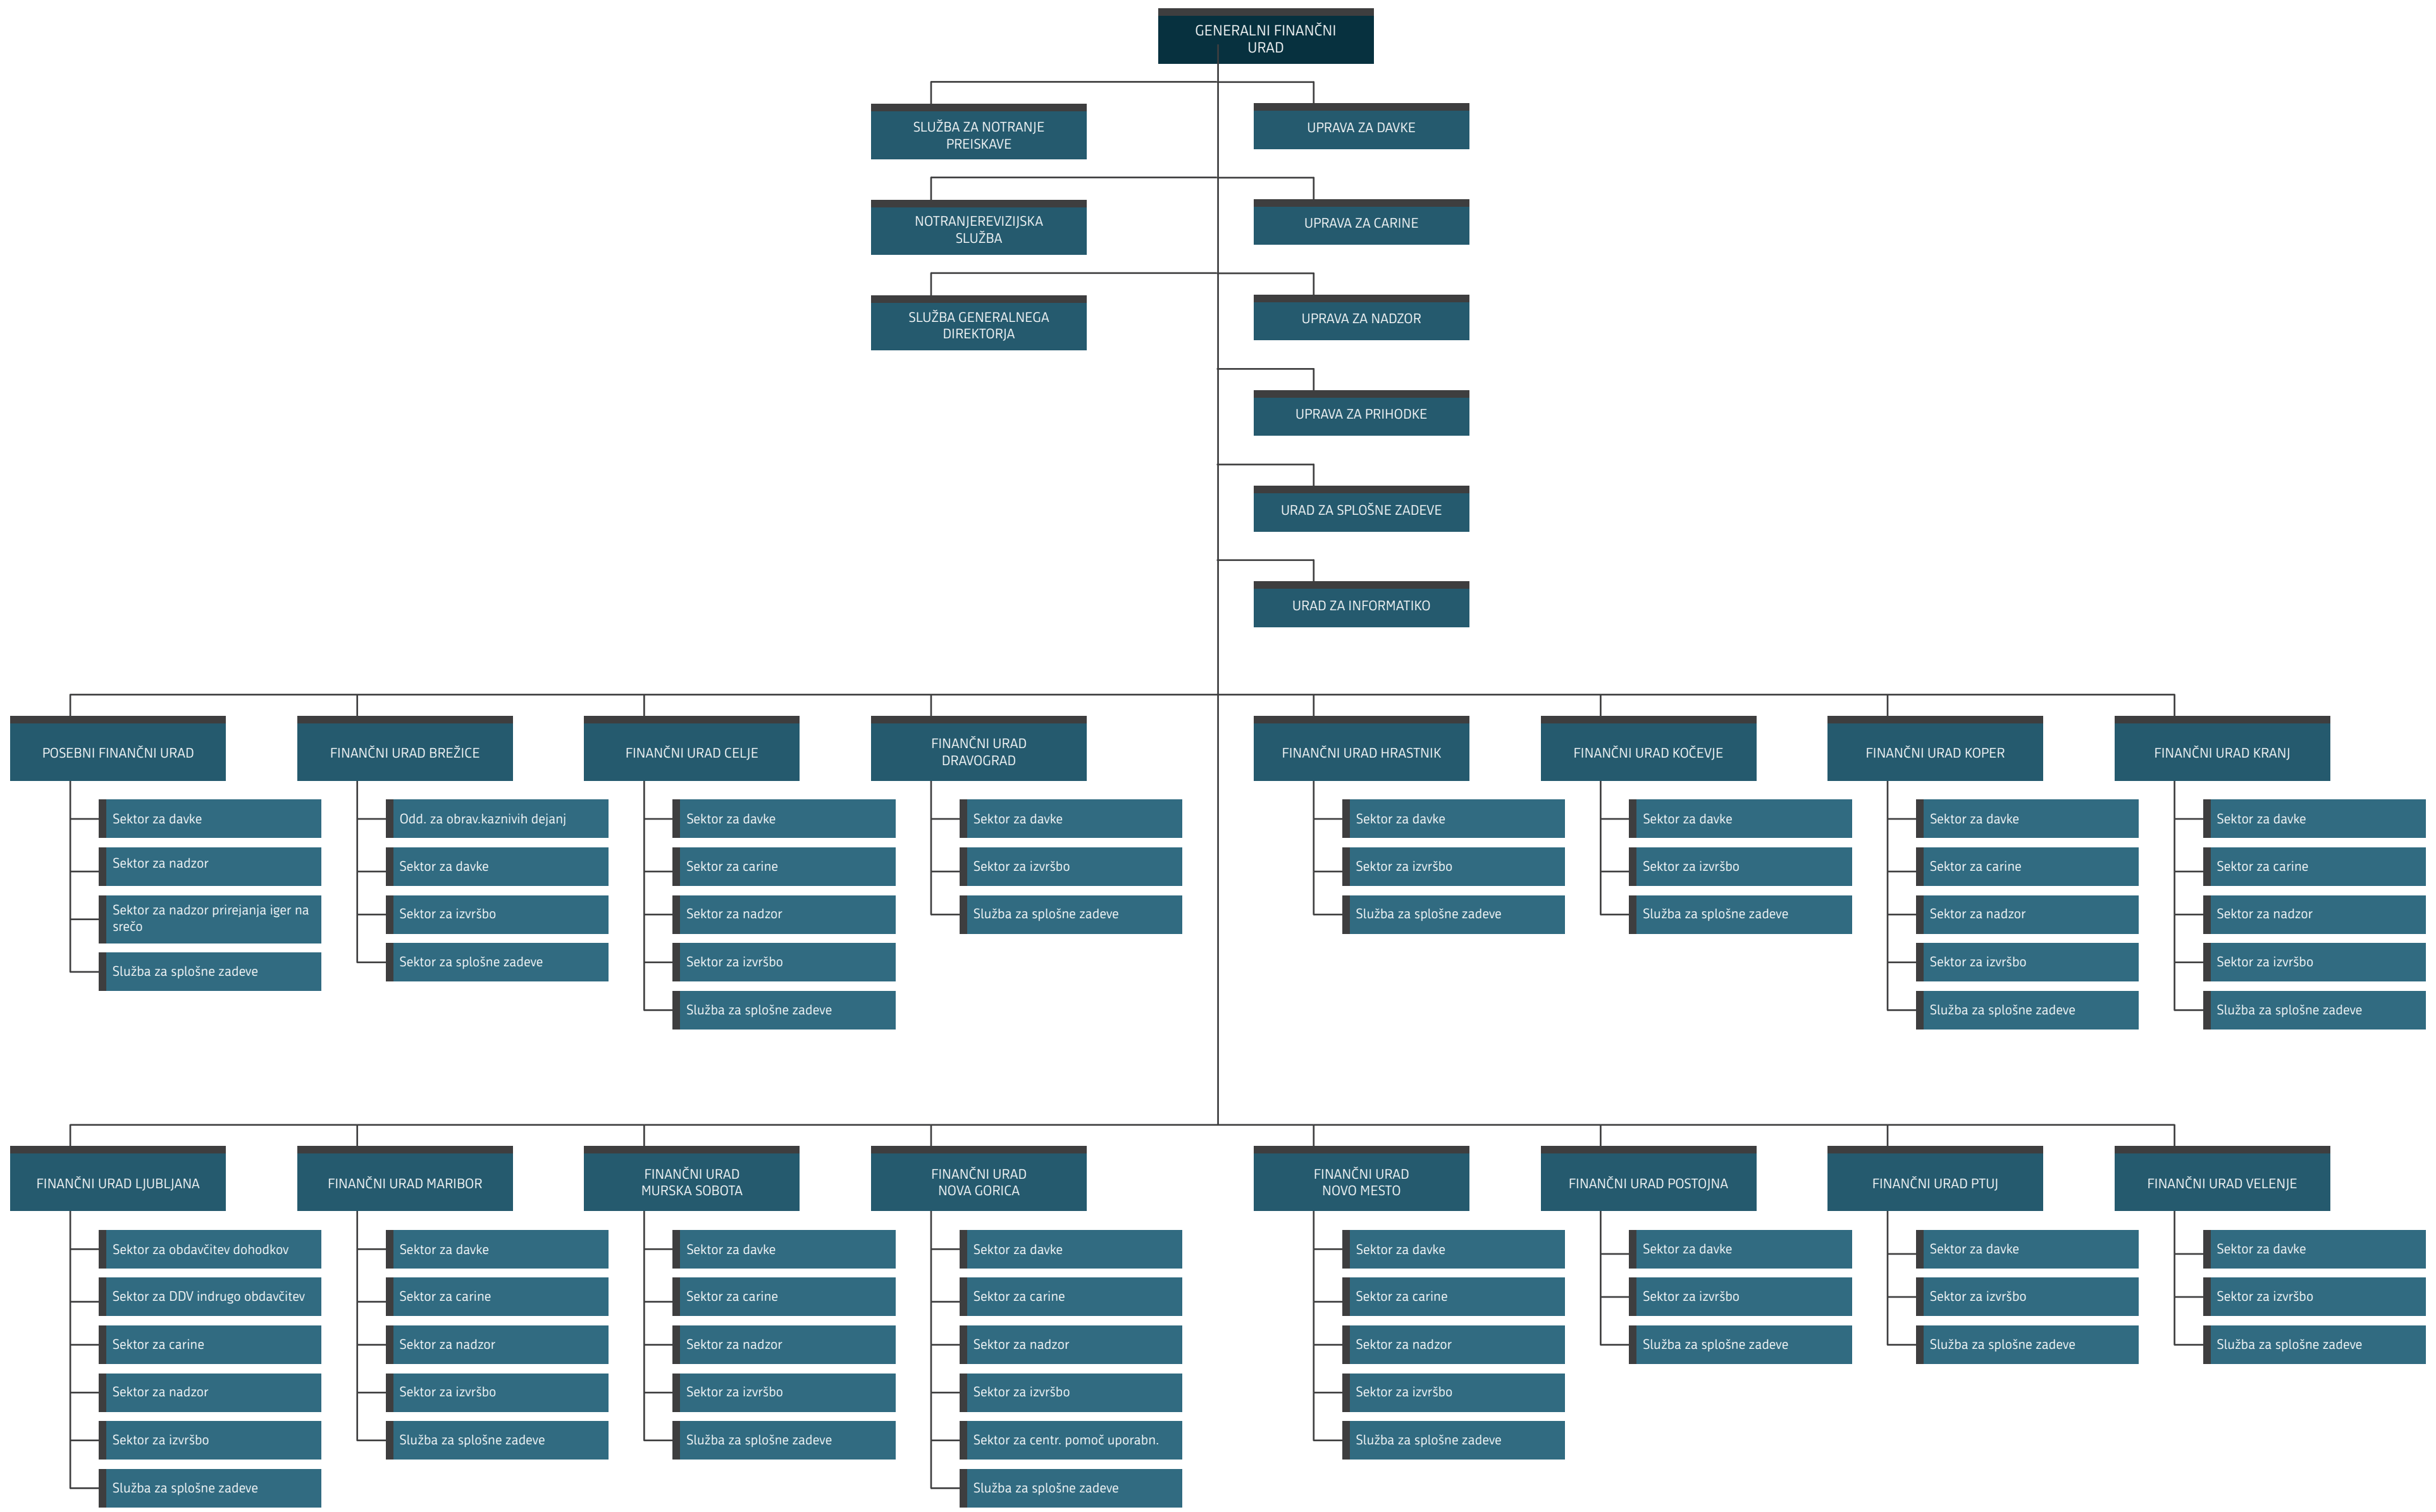 GENERALNI FINANČNI
URAD
SLUŽBA ZA NOTRANJE
PREISKAVE
UPRAVA ZA DAVKE
NOTRANJEREVIZIJSKA
SLUŽBA
UPRAVA ZA CARINE
SLUŽBA GENERALNEGA
DIREKTORJA
UPRAVA ZA NADZOR
UPRAVA ZA PRIHODKE
URAD ZA SPLOŠNE ZADEVE
URAD ZA INFORMATIKO
POSEBNI FINANČNI URAD
Sektor za davke
Sektor za nadzor
Sektor za nadzor prirejanja iger na
srečo
Služba za splošne zadeve
FINANČNI URAD BREŽICE
Odd. za obrav.kaznivih dejanj
Sektor za davke
Sektor za izvršbo
Sektor za splošne zadeve
FINANČNI URAD CELJE
Sektor za davke
Sektor za carine
Sektor za nadzor
Sektor za izvršbo
Služba za splošne zadeve
FINANČNI URAD
DRAVOGRAD
Sektor za davke
Sektor za izvršbo
Služba za splošne zadeve
FINANČNI URAD HRASTNIK
Sektor za davke
Sektor za izvršbo
Služba za splošne zadeve
FINANČNI URAD KOČEVJE
Sektor za davke
Sektor za izvršbo
Služba za splošne zadeve
FINANČNI URAD KOPER
Sektor za davke
Sektor za carine
Sektor za nadzor
Sektor za izvršbo
Služba za splošne zadeve
FINANČNI URAD KRANJ
Sektor za davke
Sektor za carine
Sektor za nadzor
Sektor za izvršbo
Služba za splošne zadeve
FINANČNI URAD LJUBLJANA
Sektor za obdavčitev dohodkov
Sektor za DDV indrugo obdavčitev
Sektor za carine
Sektor za nadzor
Sektor za izvršbo
Služba za splošne zadeve
FINANČNI URAD MARIBOR
Sektor za davke
Sektor za carine
Sektor za nadzor
Sektor za izvršbo
Služba za splošne zadeve
FINANČNI URAD
MURSKA SOBOTA
Sektor za davke
Sektor za carine
Sektor za nadzor
Sektor za izvršbo
Služba za splošne zadeve
FINANČNI URAD
NOVA GORICA
Sektor za davke
Sektor za carine
Sektor za nadzor
Sektor za izvršbo
Sektor za centr. pomoč uporabn.
Služba za splošne zadeve
FINANČNI URAD
NOVO MESTO
Sektor za davke
Sektor za carine
Sektor za nadzor
Sektor za izvršbo
Služba za splošne zadeve
FINANČNI URAD POSTOJNA
Sektor za davke
Sektor za izvršbo
Služba za splošne zadeve
FINANČNI URAD PTUJ
Sektor za davke
Sektor za izvršbo
Služba za splošne zadeve
FINANČNI URAD VELENJE
Sektor za davke
Sektor za izvršbo
Služba za splošne zadeve